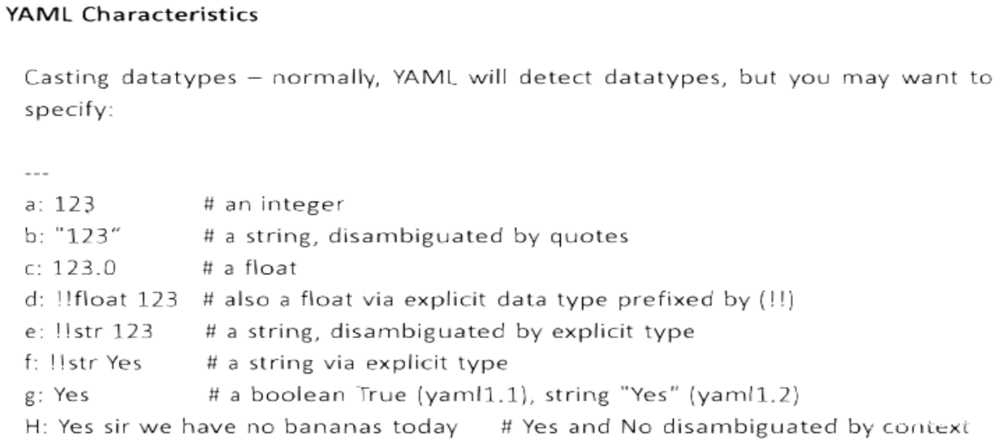 YAML Characteristics
Casting datatypes – normally, YAML will detect datatypes, but you may want to
specify:
---
a: 123 # an integer
b: "123” # a string, disambiguated by quotes
c: 123.0 # a float
d: !!float 123 # also a float via explicit data type prefixed by (!!)
e: !!str 123 # a string, disambiguated by explicit type
f: !!str Yes # a string via explicit type
g: Yes # a boolean True (yaml1.1), string "Yes" (yaml1.2)
H: Yes sir we have no bananas today # Yes and No disambiguated by context